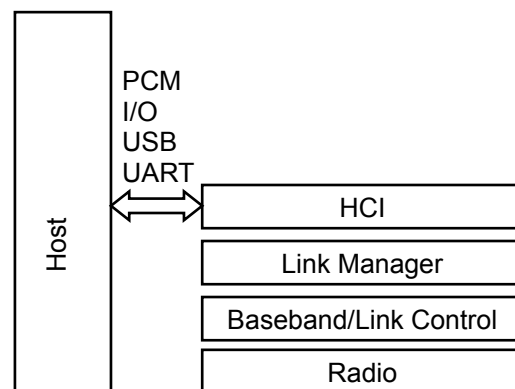 Host
PCM
I/O
USB
UART
HCI
Link Manager
Baseband/Link Control
Radio